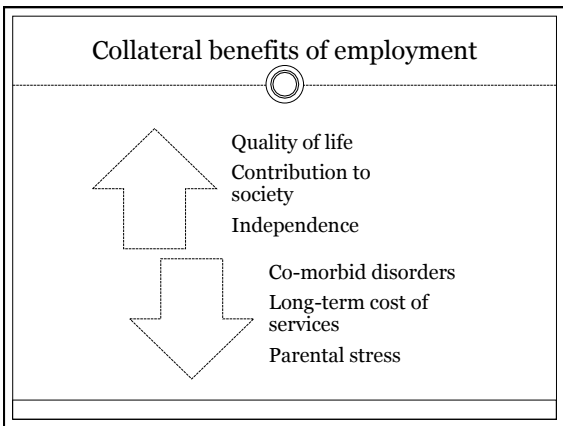 Collateral benefits of employment
Quality of life
Contribution to
society
Independence
Co-morbid disorders
Long-term cost of
services
Parental stress